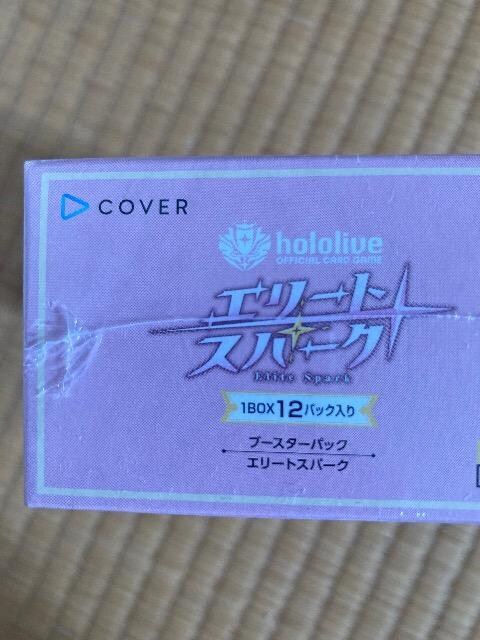 COVER
hololive
OFFICIAL CARD GAME
エリート
スパーク
Elite Spark
1BOX12パック入り
ブースターパック
エリートスパーク